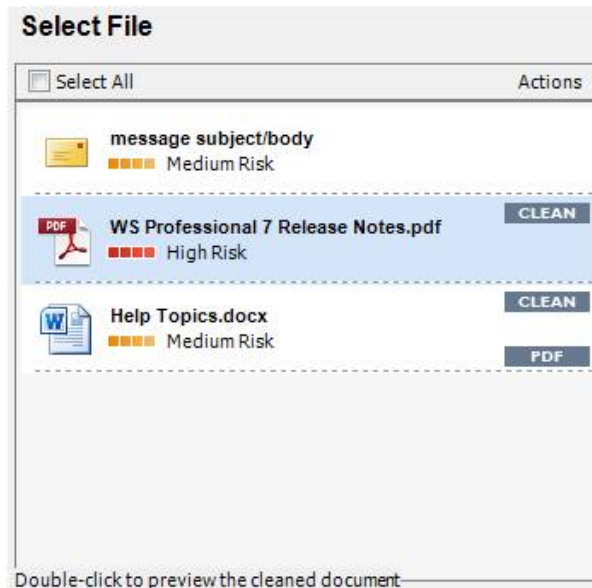 Select File
Select All Actions
message subject/body
Medium Risk
CLEAN
PDF WS Professional 7 Release Notes.pdf
High Risk
CLEAN
W Help Topics.docx
Medium Risk
PDF
Double-click to preview the cleaned document